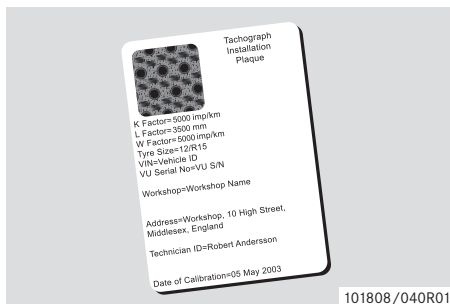 Tachograph
Installation
Plaque
K Factor=5000 imp/km
L Factor=3500 mm
W Factor=5000 imp/km
Tyre Size=12/R15
VIN=Vehicle ID
VU Serial No=VU S/N
Workshop=Workshop Name
Address=Workshop, 10 High Street,
Middlesex, England
Technician ID=Robert Andersson
Date of Calibration=05 May 2003
101808/040R01